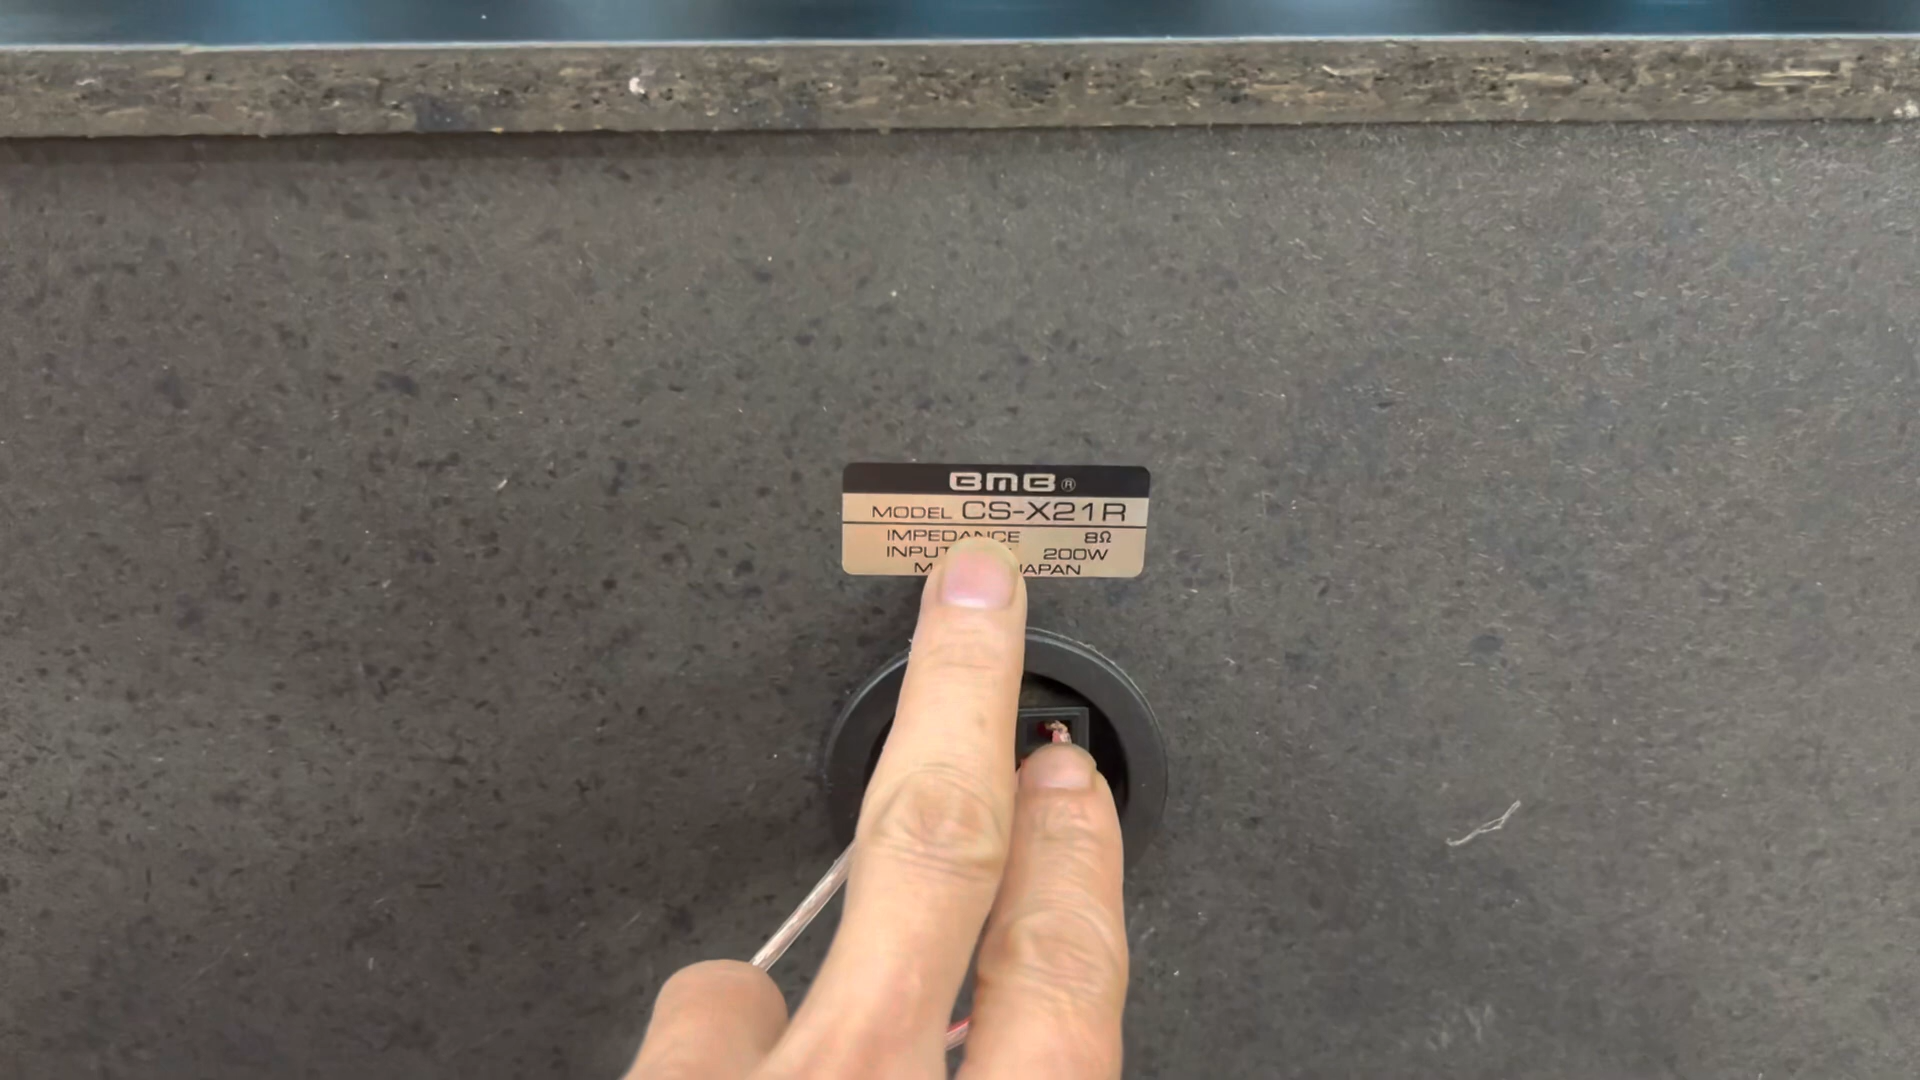 BMB®
MODEL CS-X21R
IMPEDANCE 8Ω
INPUT 200W
JAPAN